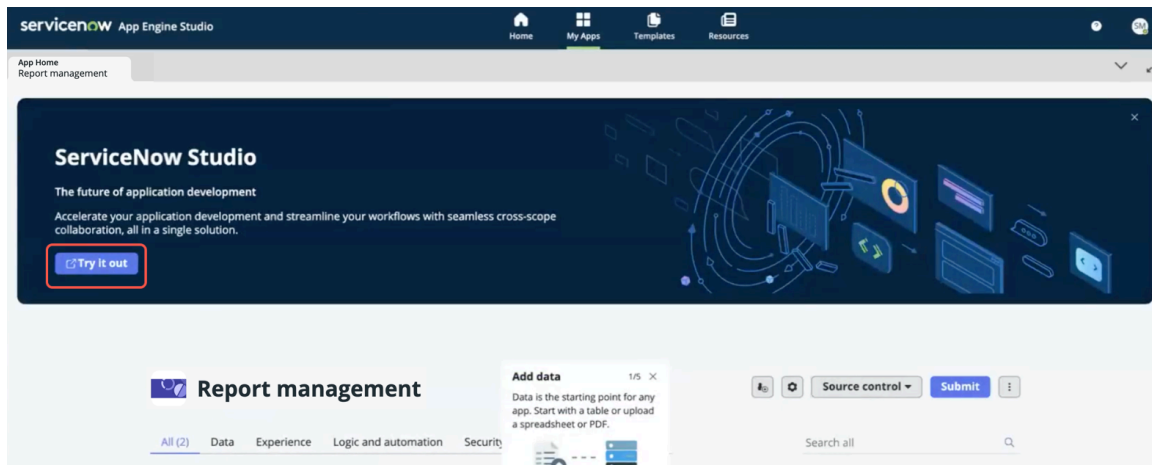 servicenow App Engine Studio
Home
My Apps
Templates
Resources
?
SM
App Home
Report management
ServiceNow Studio
The future of application development
Accelerate your application development and streamline your workflows with seamless cross-scope
collaboration, all in a single solution.
Try it out
Report management
Add data 1/5
Data is the starting point for any
app. Start with a table or upload
a spreadsheet or PDF.
Source control
Submit
All (2)
Data
Experience
Logic and automation
Security
Search all